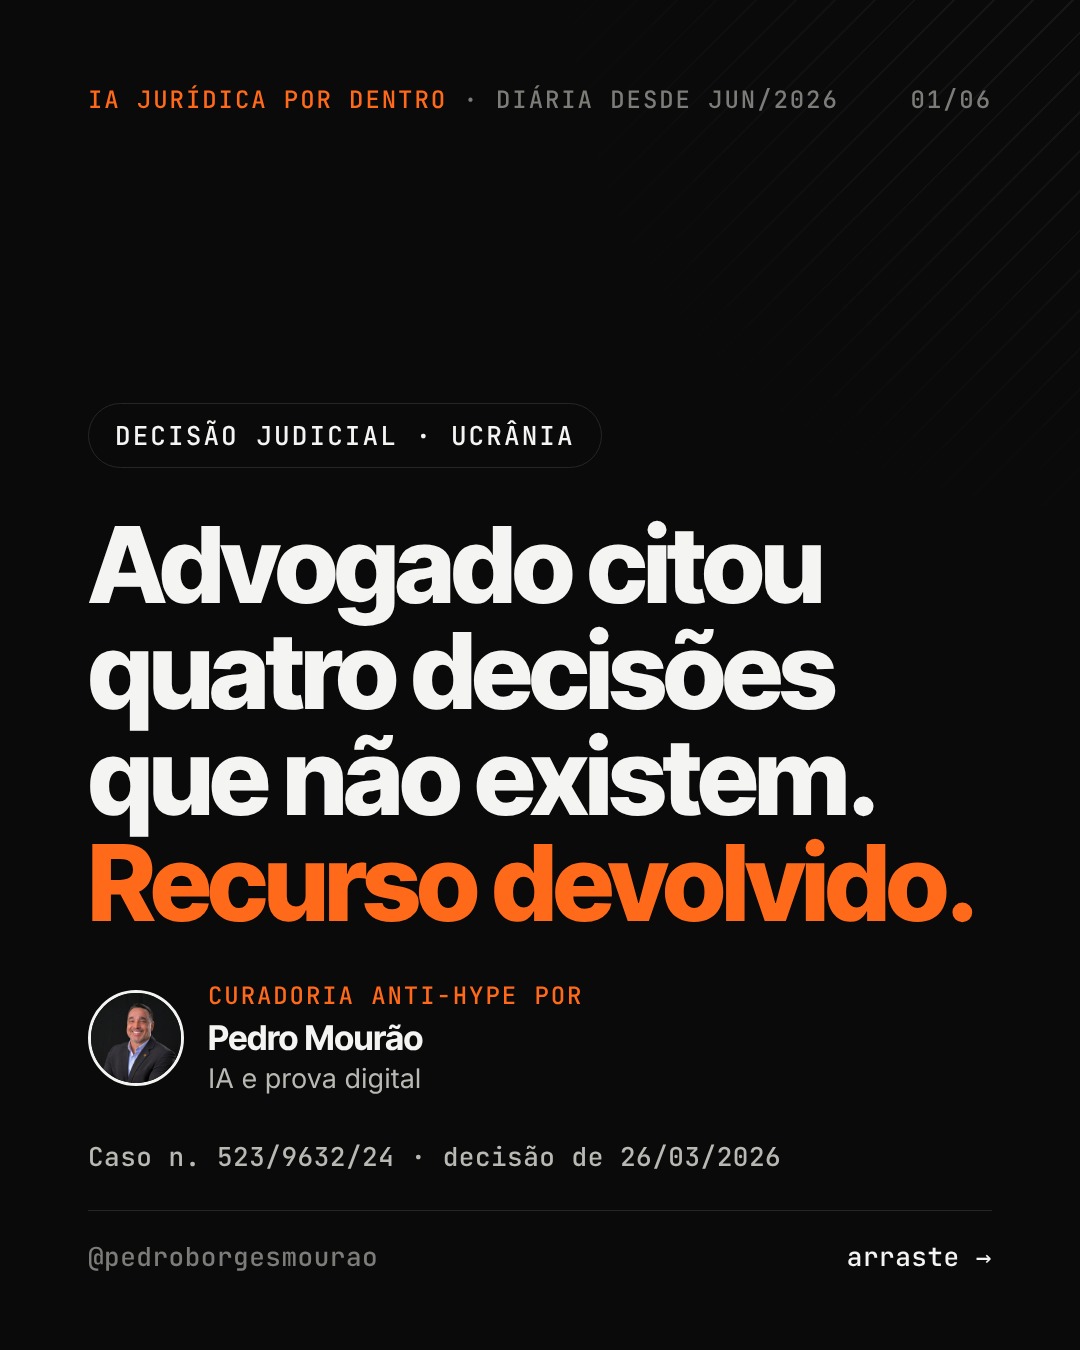 IA JURÍDICA POR DENTRO · DIÁRIA DESDE JUN/2026 01/06
DECISÃO JUDICIAL · UCRÂNIA
Advogado citou
quatro decisões
que não existem.
Recurso devolvido.
CURADORIA ANTI-HYPE POR
Pedro Mourão
IA e prova digital
Caso n. 523/9632/24 · decisão de 26/03/2026
@pedroborgesmourao arraste →